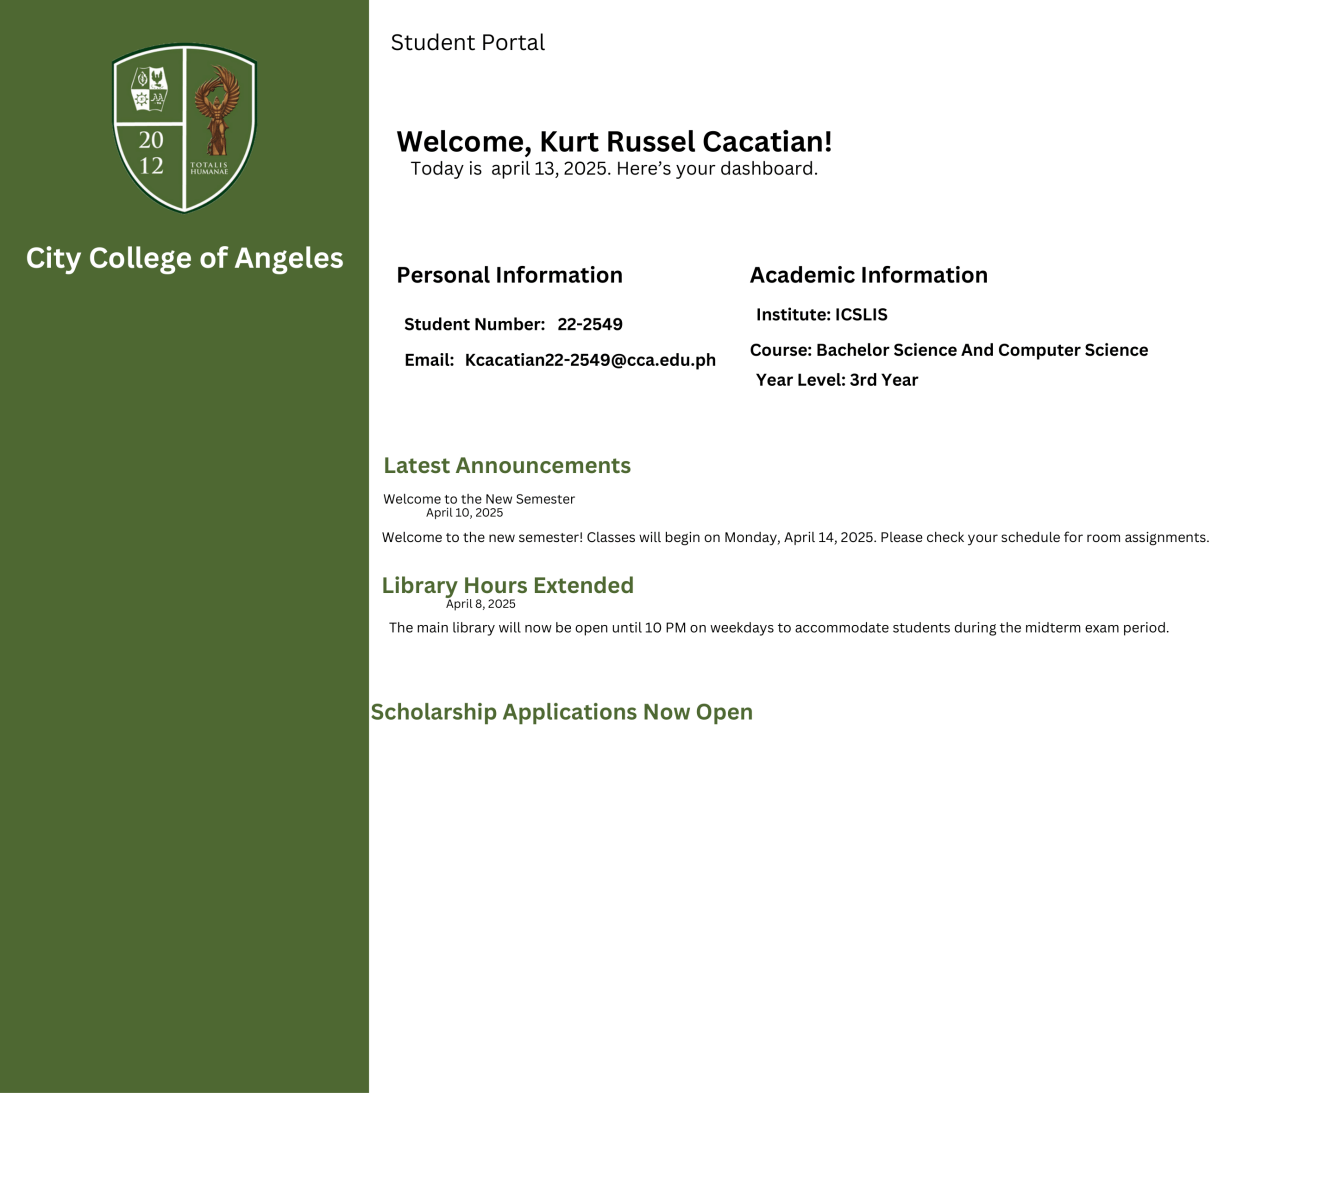 20
12
TOTALIS
HUMANAE
City College of Angeles
Student Portal
Welcome, Kurt Russel Cacatian!
Today is  april 13, 2025. Here’s your dashboard.
Personal Information
Student Number:   22-2549
Email:  Kcacatian22-2549@cca.edu.ph
Academic Information
Institute: ICSLIS
Course: Bachelor Science And Computer Science
Year Level: 3rd Year
Latest Announcements
Welcome to the New Semester
April 10, 2025
Welcome to the new semester! Classes will begin on Monday, April 14, 2025. Please check your schedule for room assignments.
Library Hours Extended
April 8, 2025
The main library will now be open until 10 PM on weekdays to accommodate students during the midterm exam period.
Scholarship Applications Now Open